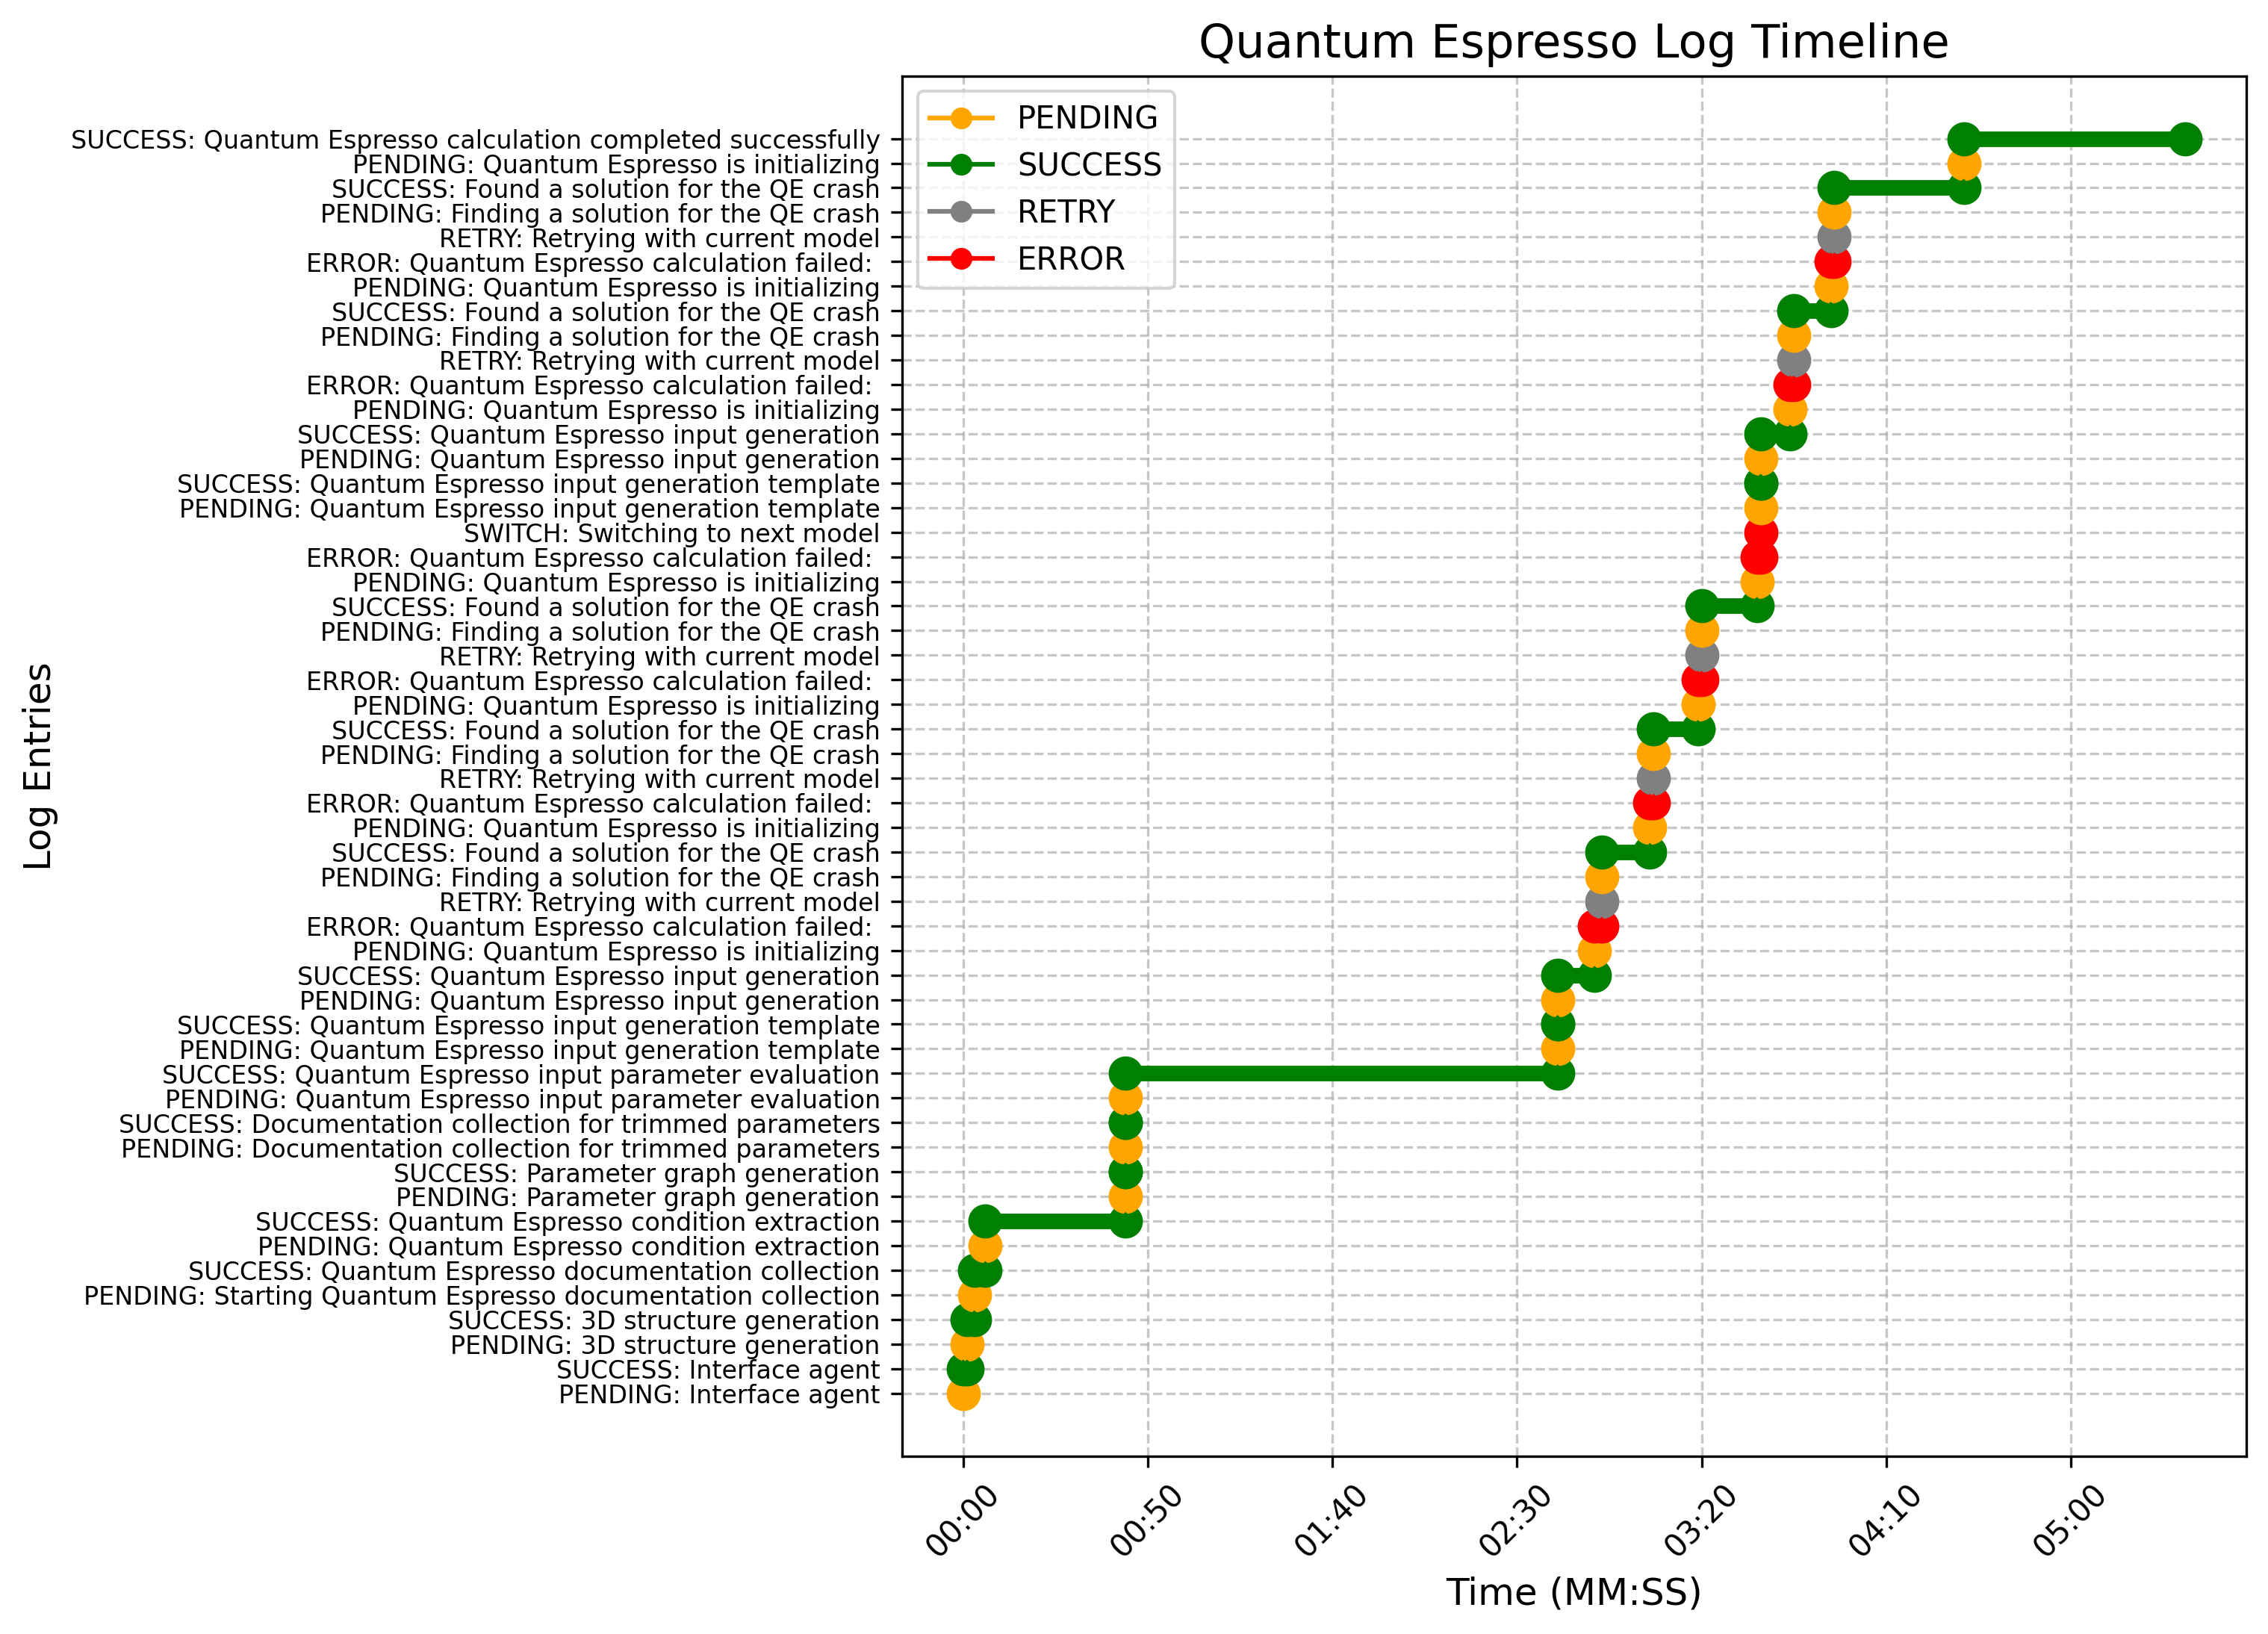 Quantum Espresso Log Timeline
PENDING
SUCCESS
RETRY
ERROR
SUCCESS: Quantum Espresso calculation completed successfully
PENDING: Quantum Espresso is initializing
SUCCESS: Found a solution for the QE crash
PENDING: Finding a solution for the QE crash
RETRY: Retrying with current model
ERROR: Quantum Espresso calculation failed:
PENDING: Quantum Espresso is initializing
SUCCESS: Found a solution for the QE crash
PENDING: Finding a solution for the QE crash
RETRY: Retrying with current model
ERROR: Quantum Espresso calculation failed:
PENDING: Quantum Espresso is initializing
SUCCESS: Quantum Espresso input generation
PENDING: Quantum Espresso input generation
SUCCESS: Quantum Espresso input generation template
PENDING: Quantum Espresso input generation template
SWITCH: Switching to next model
ERROR: Quantum Espresso calculation failed:
PENDING: Quantum Espresso is initializing
SUCCESS: Found a solution for the QE crash
PENDING: Finding a solution for the QE crash
RETRY: Retrying with current model
ERROR: Quantum Espresso calculation failed:
PENDING: Quantum Espresso is initializing
SUCCESS: Found a solution for the QE crash
PENDING: Finding a solution for the QE crash
RETRY: Retrying with current model
ERROR: Quantum Espresso calculation failed:
PENDING: Quantum Espresso is initializing
SUCCESS: Found a solution for the QE crash
PENDING: Finding a solution for the QE crash
RETRY: Retrying with current model
ERROR: Quantum Espresso calculation failed:
PENDING: Quantum Espresso is initializing
SUCCESS: Quantum Espresso input generation
PENDING: Quantum Espresso input generation
SUCCESS: Quantum Espresso input generation template
PENDING: Quantum Espresso input generation template
SUCCESS: Quantum Espresso input parameter evaluation
PENDING: Quantum Espresso input parameter evaluation
SUCCESS: Documentation collection for trimmed parameters
PENDING: Documentation collection for trimmed parameters
SUCCESS: Parameter graph generation
PENDING: Parameter graph generation
SUCCESS: Quantum Espresso condition extraction
PENDING: Quantum Espresso condition extraction
SUCCESS: Quantum Espresso documentation collection
PENDING: Starting Quantum Espresso documentation collection
SUCCESS: 3D structure generation
PENDING: 3D structure generation
SUCCESS: Interface agent
PENDING: Interface agent
Log Entries
00:00
00:50
01:40
02:30
03:20
04:10
05:00
Time (MM:SS)